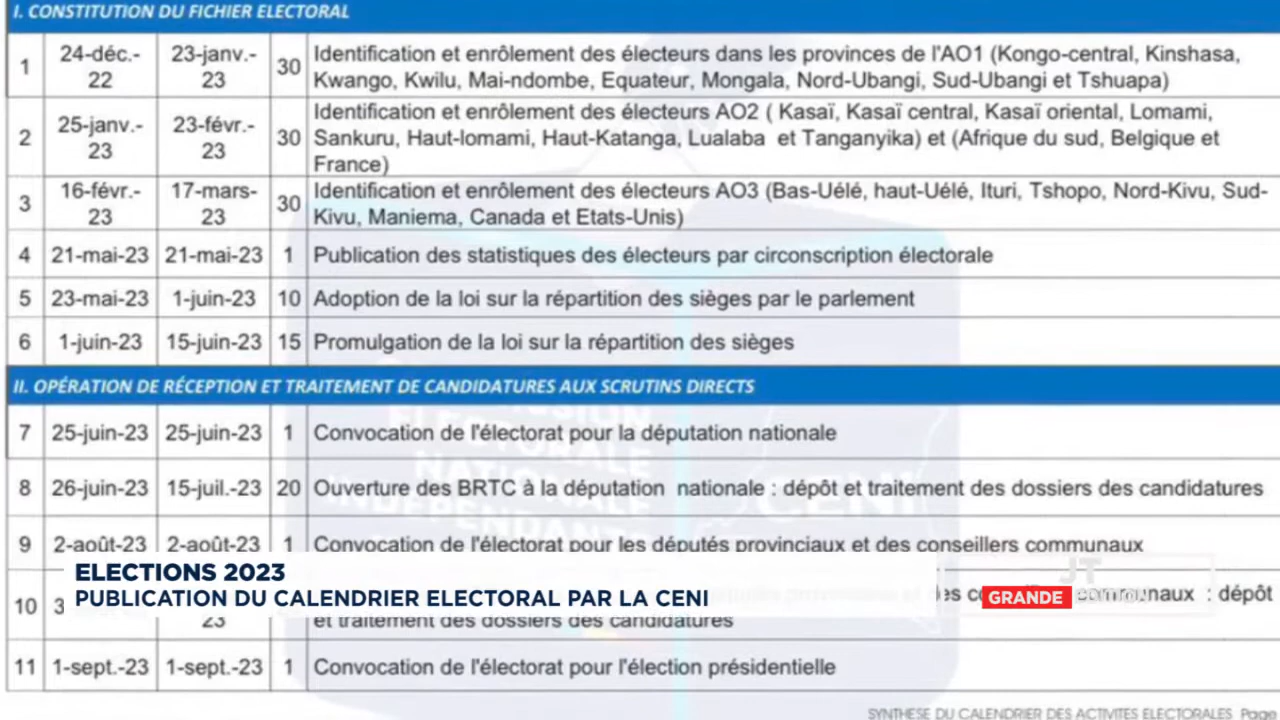 I. CONSTITUTION DU FICHIER ELECTORAL
1 24-déc.-22 23-janv.-23 30 Identification et enrôlement des électeurs dans les provinces de l'AO1 (Kongo-central, Kinshasa,
Kwango, Kwilu, Mai-ndombe, Equateur, Mongala, Nord-Ubangi, Sud-Ubangi et Tshuapa)
2 25-janv.-23 23-févr.-23 30 Identification et enrôlement des électeurs AO2 ( Kasaï, Kasaï central, Kasaï oriental, Lomami,
Sankuru, Haut-lomami, Haut-Katanga, Lualaba et Tanganyika) et (Afrique du sud, Belgique et
France)
3 16-févr.-23 17-mars-23 30 Identification et enrôlement des électeurs AO3 (Bas-Uélé, haut-Uélé, Ituri, Tshopo, Nord-Kivu, Sud-
Kivu, Maniema, Canada et Etats-Unis)
4 21-mai-23 21-mai-23 1 Publication des statistiques des électeurs par circonscription électorale
5 23-mai-23 1-juin-23 10 Adoption de la loi sur la répartition des sièges par le parlement
6 1-juin-23 15-juin-23 15 Promulgation de la loi sur la répartition des sièges
II. OPÉRATION DE RÉCEPTION ET TRAITEMENT DE CANDIDATURES AUX SCRUTINS DIRECTS
7 25-juin-23 25-juin-23 1 Convocation de l'électorat pour la députation nationale
8 26-juin-23 15-juil.-23 20 Ouverture des BRTC à la députation nationale : dépôt et traitement des dossiers des candidatures
9 2-août-23 2-août-23 1 Convocation de l'électorat pour les députés provinciaux et des conseillers communaux
ELECTIONS 2023
PUBLICATION DU CALENDRIER ELECTORAL PAR LA CENI
JT
GRANDE EDITION
10 3 23 communaux : dépôt
et traitement des dossiers des candidatures
11 1-sept.-23 1-sept.-23 1 Convocation de l'électorat pour l'élection présidentielle
COMMISSION
ELECTORALE
NATIONALE
INDEPENDANTE
CENI
SYNTHESE DU CALENDRIER DES ACTIVITES ELECTORALES Page